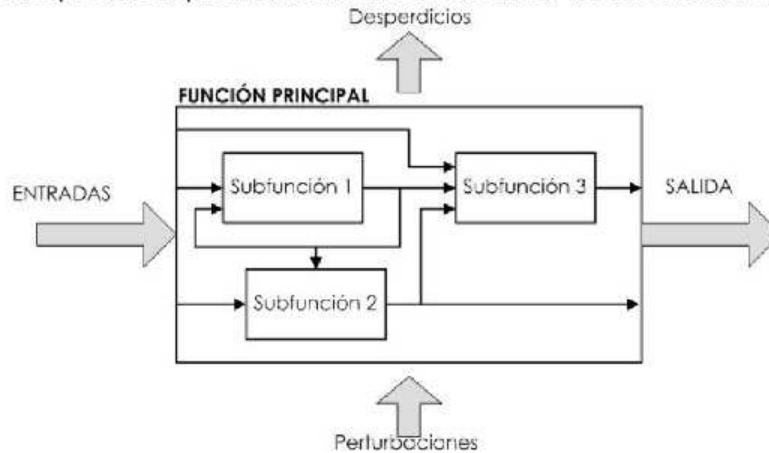 Desperdicios
FUNCIÓN PRINCIPAL
Subfunción 1
Subfunción 3
ENTRADAS
SALIDA
Subfunción 2
Perturbaciones